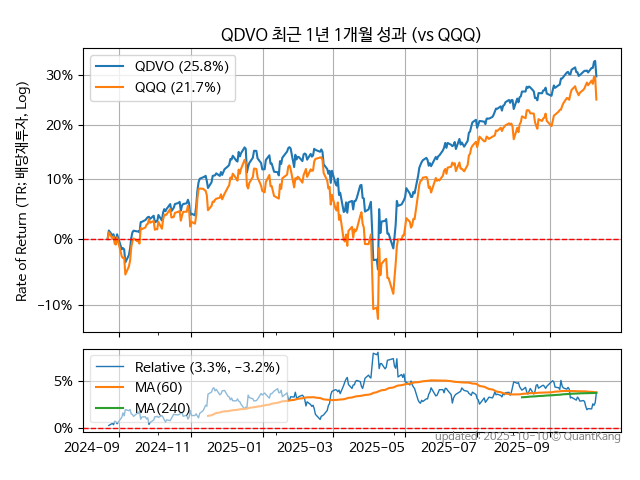 QDVO 최근 1년 1개월 성과 (vs QQQ)
QDVO (25.8%)
QQQ (21.7%)
30%
20%
10%
0%
−10%
Rate of Return (TR: 배당재투자, Log)
Relative (3.3%, −3.2%)
MA(60)
MA(240)
5%
0%
2024-09
2024-11
2025-01
2025-03
2025-05
2025-07
2025-09
updated: 2025-10-10 © QuantKang